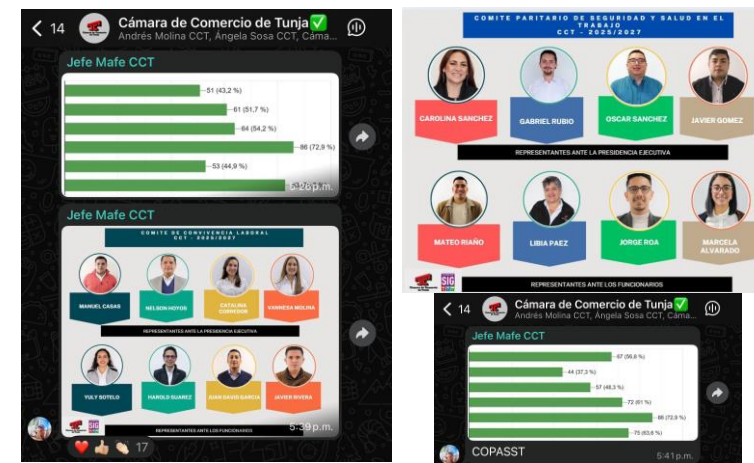 14
Cámara de Comercio de Tunja
Andrés Molina CCT, Ángela Sosa CCT, Cáma...
Jefe Mafe CCT
51 (43,2 %)
61 (51,7 %)
64 (54,2 %)
86 (72,9 %)
53 (44,9 %)
p.m.
Jefe Mafe CCT
COMITE DE CONVIVENCIA LABORAL
CCT - 2025/2027
MANUEL CASAS
NELSON HOYOS
CATALINA
VANNESA MOLINA
REPRESENTANTES ANTE LA PRESIDENCIA EJECUTIVA
YULY SOTELO
HAROLD SUAREZ
JUAN DAVID GARCIA
JAVIER RIVERA
REPRESENTANTES ANTE LOS FUNCIONARIOS
5:39 p.m.
17
COMITE PARITARIO DE SEGURIDAD Y SALUD EN EL
TRABAJO
CCT - 2025/2027
CAROLINA SANCHEZ
GABRIEL RUBIO
OSCAR SANCHEZ
JAVIER GOMEZ
REPRESENTANTES ANTE LA PRESIDENCIA EJECUTIVA
MATEO RIAÑO
LIBIA PAEZ
JORGE ROA
MARCELA
ALVARADO
SIG
REPRESENTANTES ANTE LOS FUNCIONARIOS
14
Cámara de Comercio de Tunja
Andrés Molina CCT, Ángela Sosa CCT, Cáma...
Jefe Mafe CCT
67 (56,8 %)
44 (37,3 %)
57 (48,3 %)
72 (61 %)
86 (72,9 %)
75 (63,6 %)
COPASST
5:41 p.m.